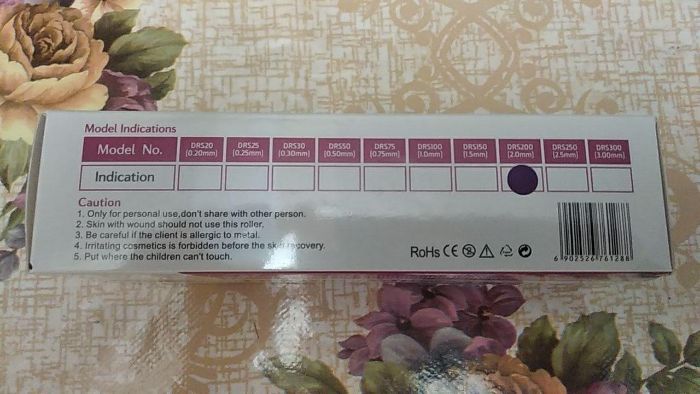 Model Indications
Model No. DRS20 (0.20mm) DRS25 (0.25mm) DRS30 (0.30mm) DRS50 (0.50mm) DRS75 (0.75mm) DRS100 (1.0mm) DRS150 (1.5mm) DRS200 (2.0mm) DRS250 (2.5mm) DRS300 (3.00mm)
Indication
Caution
1. Only for personal use,don't share with other person.
2. Skin with wound should not use this roller.
3. Be careful if the client is allergic to metal.
4. Irritating cosmetics is forbidden before the skin recovery.
5. Put where the children can't touch.
RoHs CE
6 902526 761288